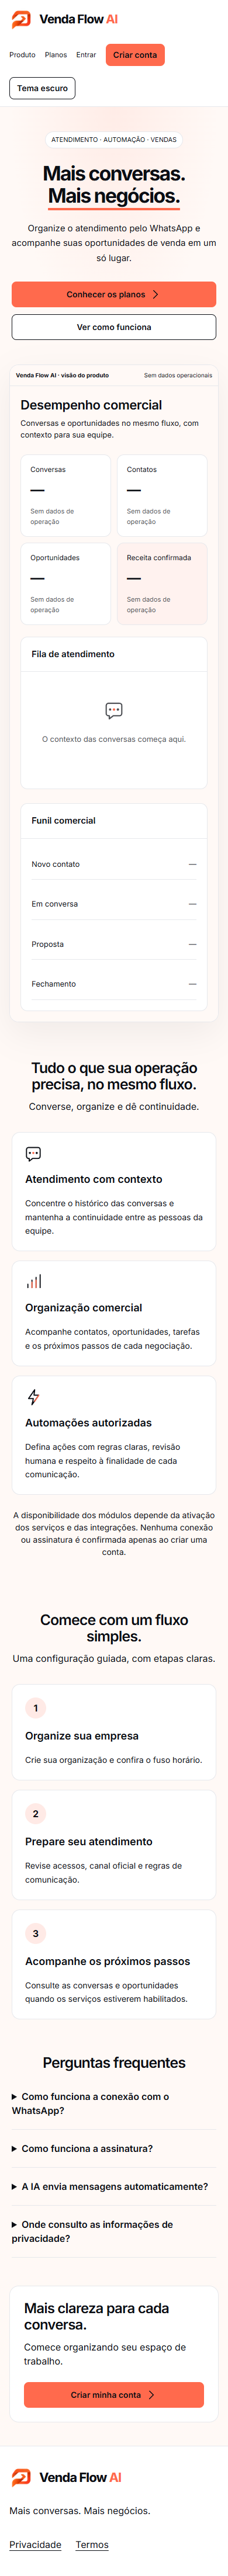 Venda Flow AI
Produto Planos Entrar Criar conta
Tema escuro
ATENDIMENTO · AUTOMAÇÃO · VENDAS
Mais conversas.
Mais negócios.
Organize o atendimento pelo WhatsApp e
acompanhe suas oportunidades de venda em um
só lugar.
Conhecer os planos
Ver como funciona
Venda Flow AI · visão do produto Sem dados operacionais
Desempenho comercial
Conversas e oportunidades no mesmo fluxo, com
contexto para sua equipe.
Conversas
—
Sem dados de
operação
Contatos
—
Sem dados de
operação
Oportunidades
—
Sem dados de
operação
Receita confirmada
—
Sem dados de
operação
Fila de atendimento
O contexto das conversas começa aqui.
Funil comercial
Novo contato —
Em conversa —
Proposta —
Fechamento —
Tudo o que sua operação
precisa, no mesmo fluxo.
Converse, organize e dê continuidade.
Atendimento com contexto
Concentre o histórico das conversas e
mantenha a continuidade entre as pessoas da
equipe.
Organização comercial
Acompanhe contatos, oportunidades, tarefas
e os próximos passos de cada negociação.
Automações autorizadas
Defina ações com regras claras, revisão
humana e respeito à finalidade de cada
comunicação.
A disponibilidade dos módulos depende da ativação
dos serviços e das integrações. Nenhuma conexão
ou assinatura é confirmada apenas ao criar uma
conta.
Comece com um fluxo
simples.
Uma configuração guiada, com etapas claras.
1
Organize sua empresa
Crie sua organização e confira o fuso horário.
2
Prepare seu atendimento
Revise acessos, canal oficial e regras de
comunicação.
3
Acompanhe os próximos passos
Consulte as conversas e oportunidades
quando os serviços estiverem habilitados.
Perguntas frequentes
Como funciona a conexão com o
WhatsApp?
Como funciona a assinatura?
A IA envia mensagens automaticamente?
Onde consulto as informações de
privacidade?
Mais clareza para cada
conversa.
Comece organizando seu espaço de
trabalho.
Criar minha conta
Venda Flow AI
Mais conversas. Mais negócios.
Privacidade Termos